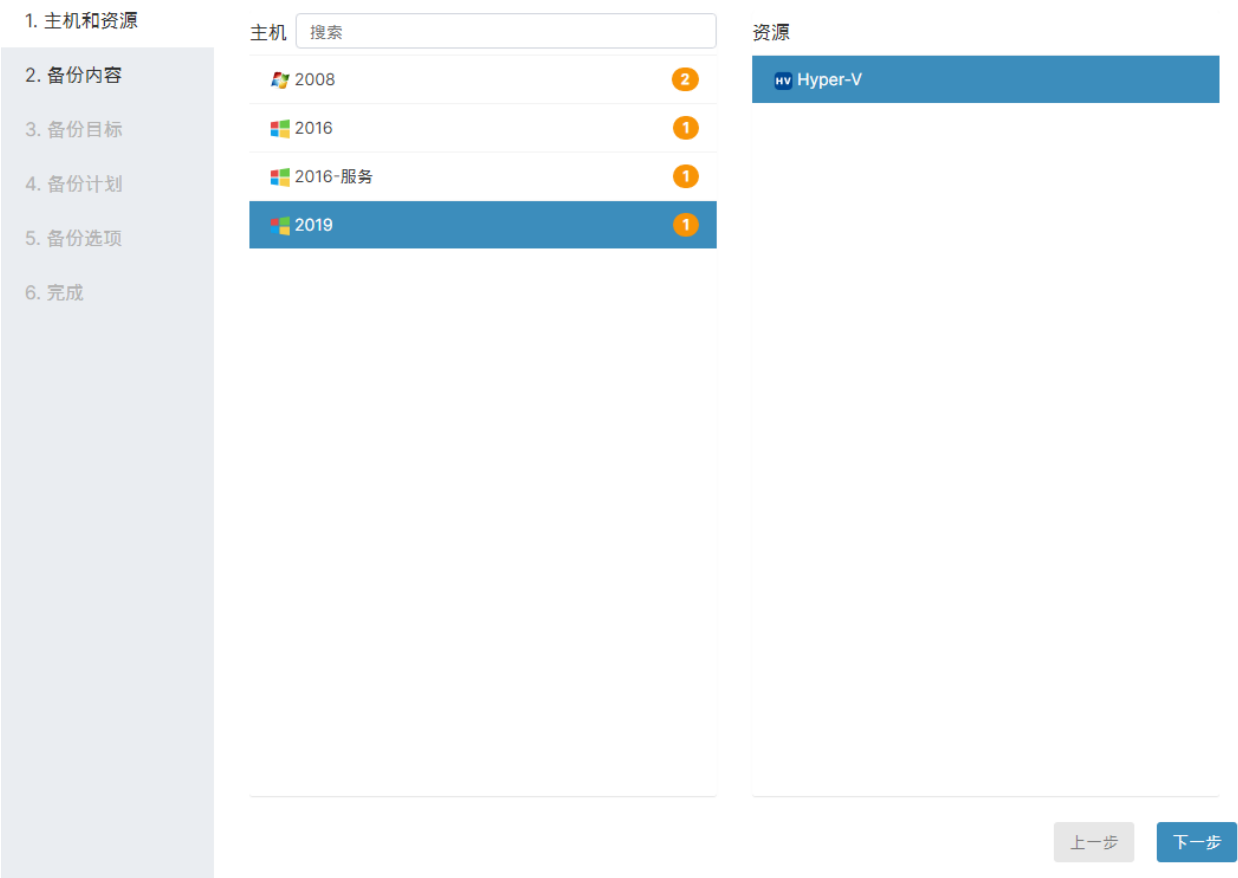 1. 主机和资源
2. 备份内容
3. 备份目标
4. 备份计划
5. 备份选项
6. 完成
主机
搜索
2008
2
2016
1
2016-服务
1
2019
1
资源
HV Hyper-V
上一步
下一步